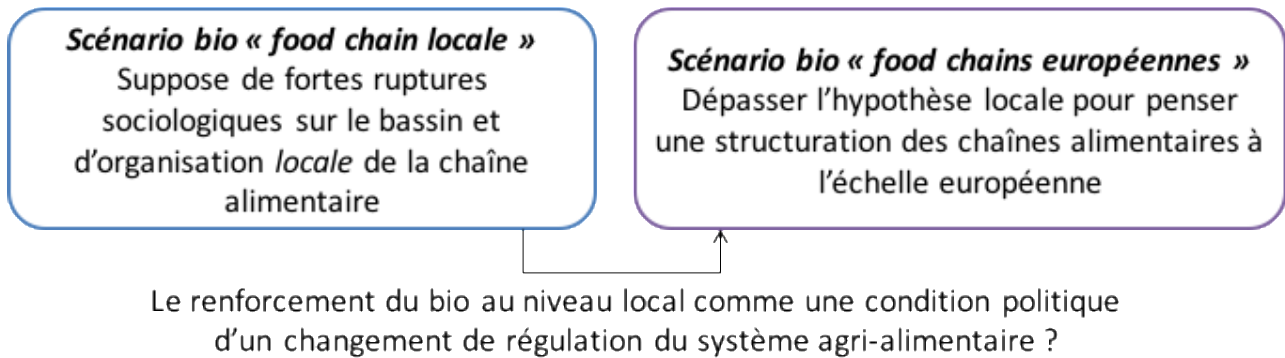 Scénario bio « food chain locale »
Suppose de fortes ruptures
sociologiques sur le bassin et
d’organisation locale de la chaîne
alimentaire
Scénario bio « food chains européennes »
Dépasser l’hypothèse locale pour penser
une structuration des chaînes alimentaires à
l’échelle européenne
Le renforcement du bio au niveau local comme une condition politique
d’un changement de régulation du système agri-alimentaire ?